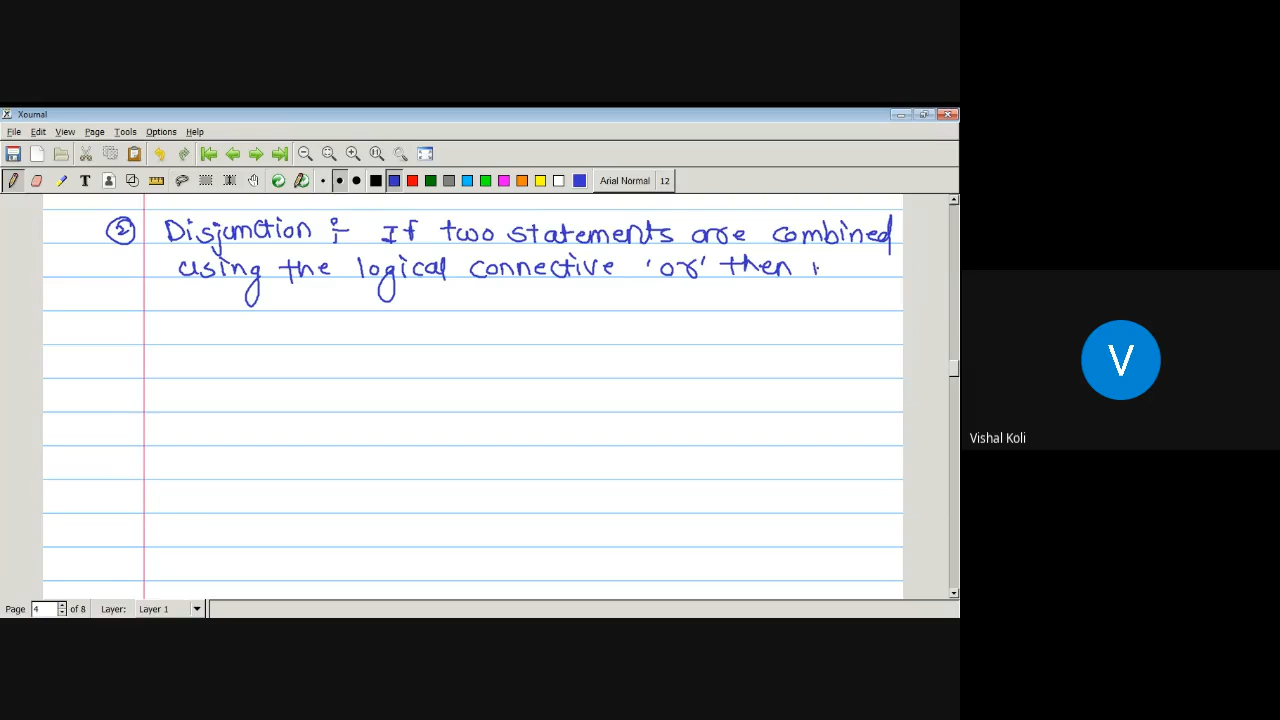 Xournal
File Edit View Page Tools Options Help
Arial Normal 12
② Disjunction :- If two statements are combined
using the logical connective 'or' then
Page 4 of 8 Layer: Layer 1
V
Vishal Koli